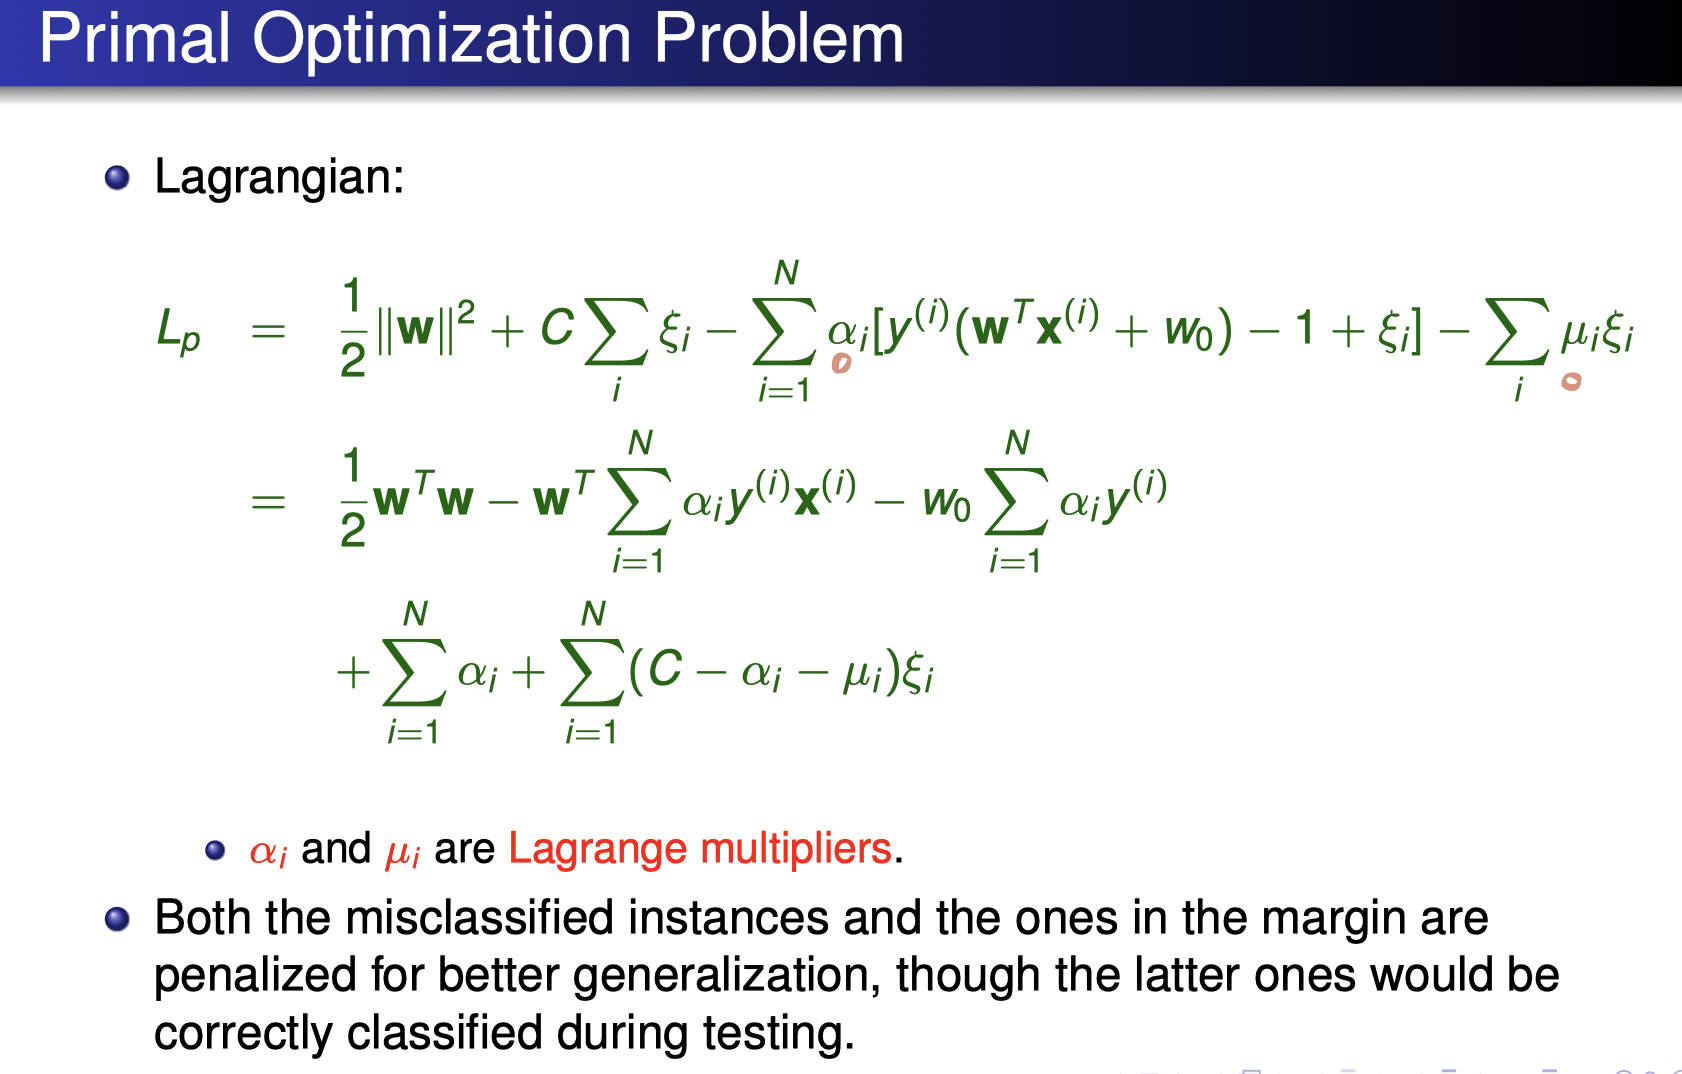 Primal Optimization Problem
Lagrangian:
L_p = \frac{1}{2}\|\mathbf{w}\|^2 + C \sum_i \xi_i - \sum_{i=1}^{N} \alpha_i [y^{(i)}(\mathbf{w}^T \mathbf{x}^{(i)} + w_0) - 1 + \xi_i] - \sum_i \mu_i \xi_i
= \frac{1}{2}\mathbf{w}^T \mathbf{w} - \mathbf{w}^T \sum_{i=1}^{N} \alpha_i y^{(i)} \mathbf{x}^{(i)} - w_0 \sum_{i=1}^{N} \alpha_i y^{(i)}
+ \sum_{i=1}^{N} \alpha_i + \sum_{i=1}^{N} (C - \alpha_i - \mu_i) \xi_i
α_i and μ_i are Lagrange multipliers.
Both the misclassified instances and the ones in the margin are
penalized for better generalization, though the latter ones would be
correctly classified during testing.